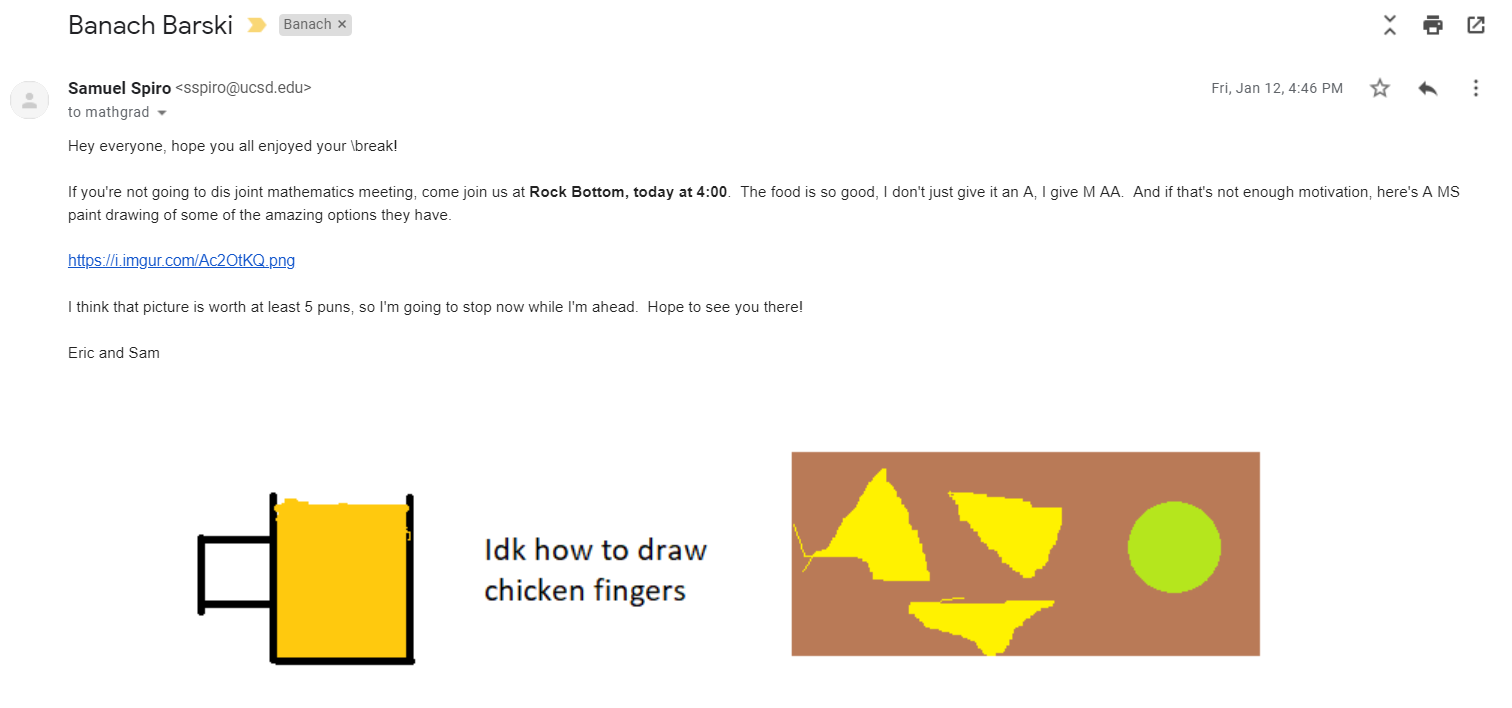 Banach Barski
Banach ×
Samuel Spiro <sspiro@ucsd.edu>
Fri, Jan 12, 4:46 PM
to mathgrad
Hey everyone, hope you all enjoyed your \break!
If you're not going to dis joint mathematics meeting, come join us at Rock Bottom, today at 4:00.  The food is so good, I don't just give it an A, I give M AA.  And if that's not enough motivation, here's A MS
paint drawing of some of the amazing options they have.
https://i.imgur.com/Ac2OtKQ.png
I think that picture is worth at least 5 puns, so I'm going to stop now while I'm ahead.  Hope to see you there!
Eric and Sam
Idk how to draw
chicken fingers